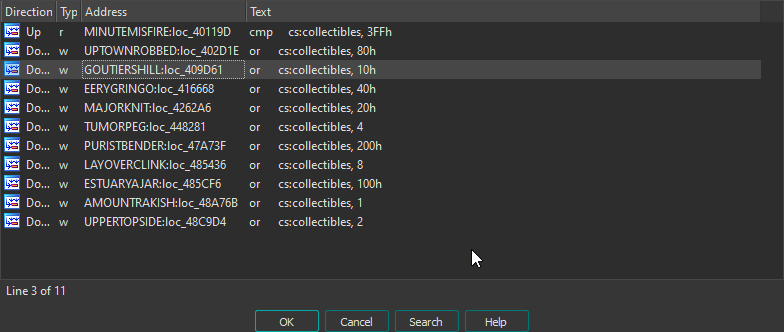 Direction Typ Address Text
Up r MINUTEMISFIRE:loc_40119D cmp cs:collectibles, 3FFh
Do... w UPTOWNROBBED:loc_402D1E or cs:collectibles, 80h
Do... w GOUTIERSHILL:loc_409D61 or cs:collectibles, 10h
Do... w EERYGRINGO:loc_416668 or cs:collectibles, 40h
Do... w MAJORKNIT:loc_4262A6 or cs:collectibles, 20h
Do... w TUMORPEG:loc_448281 or cs:collectibles, 4
Do... w PURISTBENDER:loc_47A73F or cs:collectibles, 200h
Do... w LAYOVERCLINK:loc_485436 or cs:collectibles, 8
Do... w ESTUARYAJAR:loc_485CF6 or cs:collectibles, 100h
Do... w AMOUNTRAKISH:loc_48A76B or cs:collectibles, 1
Do... w UPPERTOPSIDE:loc_48C9D4 or cs:collectibles, 2
Line 3 of 11
OK Cancel Search Help